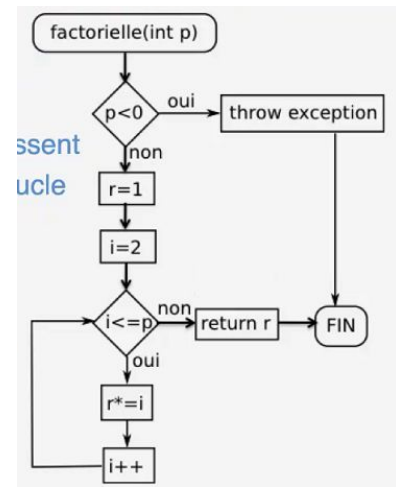 factorielle(int p)
p<0
oui
throw exception
ssent
non
ucle
r=1
i=2
i<=p
non
return r
FIN
oui
r*=i
i++